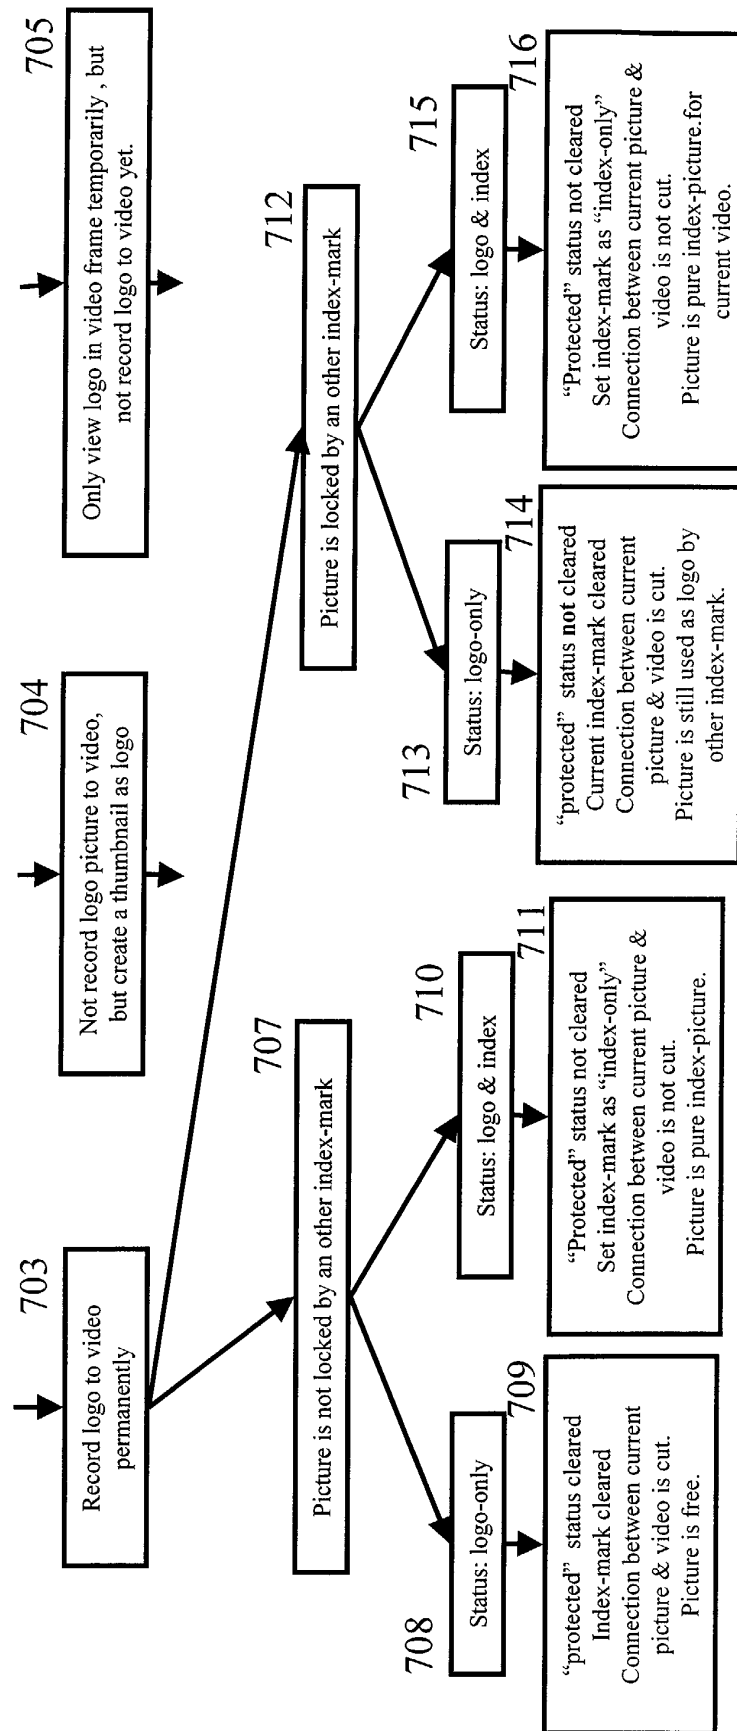 703
Record logo to video
permanently
704
Not record logo picture to video,
but create a thumbnail as logo
705
Only view logo in video frame temporarily , but
not record logo to video yet.
707
Picture is not locked by an other index-mark
712
Picture is locked by an other index-mark
708
Status: logo-only
709
"protected" status cleared
Index-mark cleared
Connection between current
picture & video is cut.
Picture is free.
710
Status: logo & index
711
"Protected" status not cleared
Set index-mark as "index-only"
Connection between current picture &
video is not cut.
Picture is pure index-picture.
713
Status: logo-only
714
"protected" status not cleared
Current index-mark cleared
Connection between current
picture & video is cut.
Picture is still used as logo by
other index-mark.
715
Status: logo & index
716
"Protected" status not cleared
Set index-mark as "index-only"
Connection between current picture &
video is not cut.
Picture is pure index-picture.for
current video.